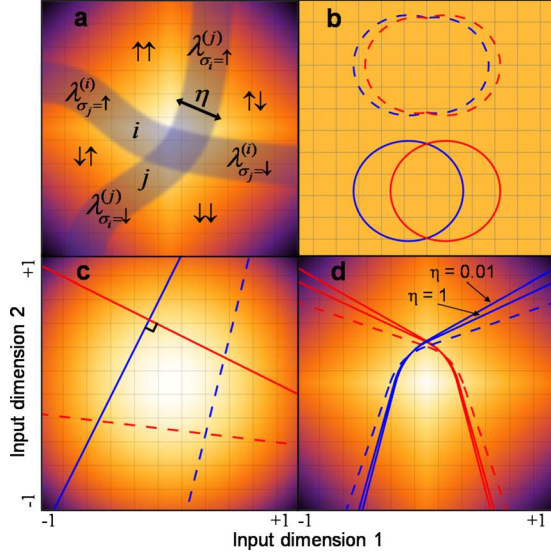 a
↑↑
λ^{(j)}_{σ_i=↑}
λ^{(i)}_{σ_j=↑}
η
↑↓
i
↓↑
j
λ^{(i)}_{σ_j=↓}
λ^{(j)}_{σ_i=↓}
↓↓
b
c
d
η = 0.01
η = 1
+1
Input dimension 2
-1
-1
+1
-1
+1
Input dimension 1